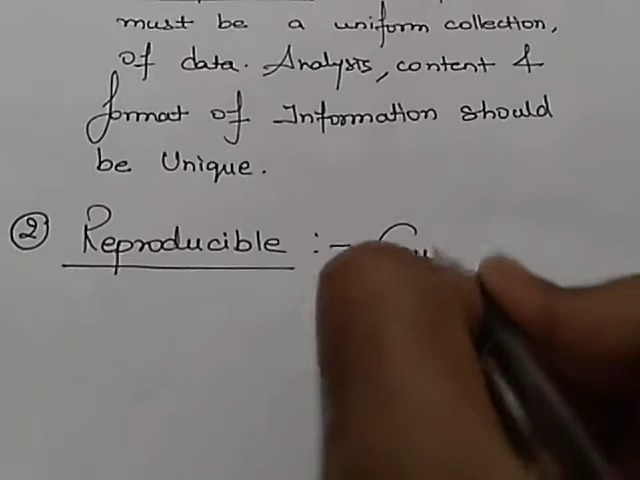 must be a uniform collection,
of data. Analysis, content &
format of Information should
be Unique.
② Reproducible :-